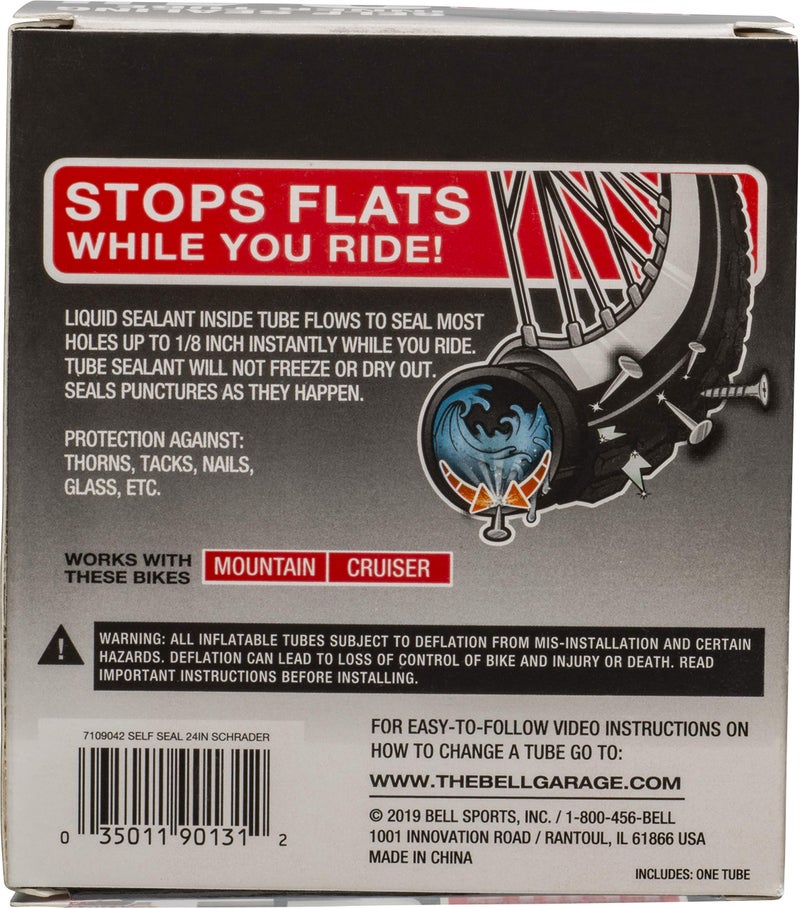 STOPS FLATS
WHILE YOU RIDE!
LIQUID SEALANT INSIDE TUBE FLOWS TO SEAL MOST
HOLES UP TO 1/8 INCH INSTANTLY WHILE YOU RIDE.
TUBE SEALANT WILL NOT FREEZE OR DRY OUT.
SEALS PUNCTURES AS THEY HAPPEN.
PROTECTION AGAINST:
THORNS, TACKS, NAILS,
GLASS, ETC.
WORKS WITH
THESE BIKES
MOUNTAIN CRUISER
WARNING: ALL INFLATABLE TUBES SUBJECT TO DEFLATION FROM MIS-INSTALLATION AND CERTAIN
HAZARDS. DEFLATION CAN LEAD TO LOSS OF CONTROL OF BIKE AND INJURY OR DEATH. READ
IMPORTANT INSTRUCTIONS BEFORE INSTALLING.
7109042 SELF SEAL 24IN SCHRADER
0 35011 90131 2
FOR EASY-TO-FOLLOW VIDEO INSTRUCTIONS ON
HOW TO CHANGE A TUBE GO TO:
WWW.THEBELLGARAGE.COM
© 2019 BELL SPORTS, INC. / 1-800-456-BELL
1001 INNOVATION ROAD / RANTOUL, IL 61866 USA
MADE IN CHINA
INCLUDES: ONE TUBE